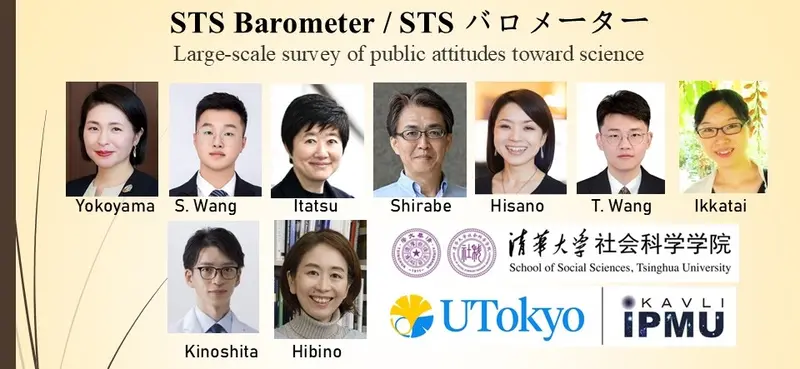 STS Barometer / STS バロメーター
Large-scale survey of public attitudes toward science
Yokoyama S. Wang Itatsu Shirabe Hisano T. Wang Ikkatai
清華大学社会科学学院
School of Social Sciences, Tsinghua University
UTokyo
KAVLI
IPMU
Kinoshita Hibino